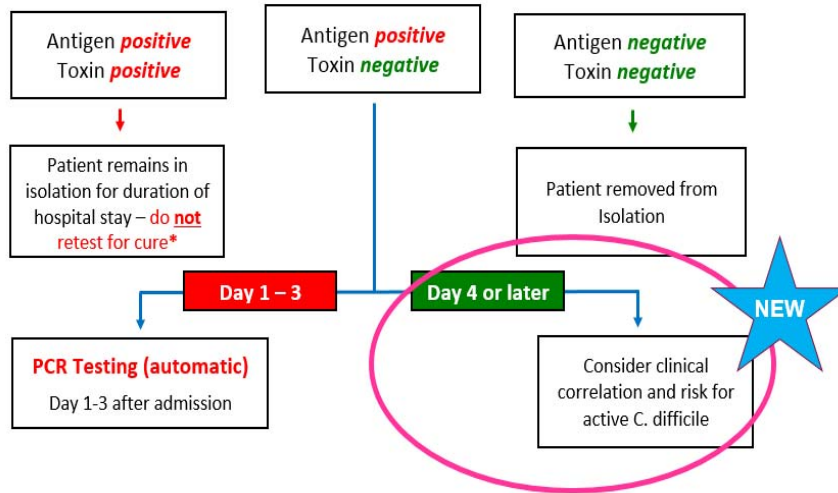 Antigen positive
Toxin positive
Antigen positive
Toxin negative
Antigen negative
Toxin negative
Patient remains in
isolation for duration of
hospital stay – do not
retest for cure*
Patient removed from
Isolation
Day 1 – 3
Day 4 or later
NEW
PCR Testing (automatic)
Day 1-3 after admission
Consider clinical
correlation and risk for
active C. difficile